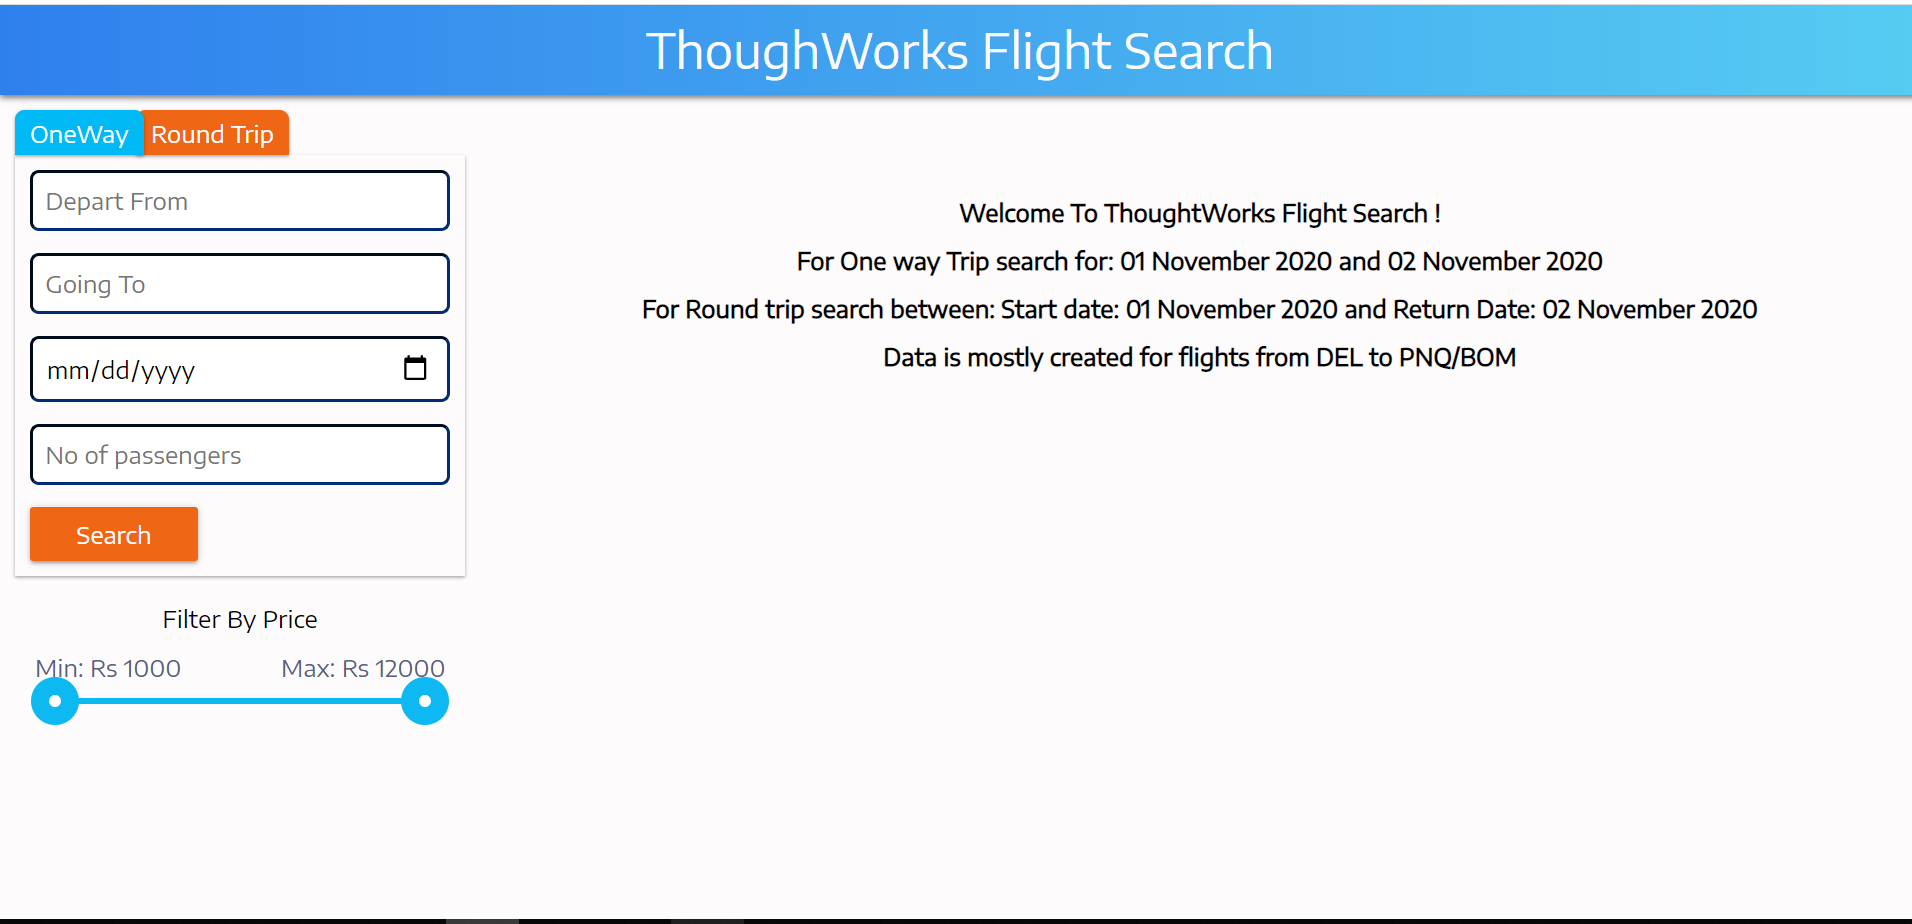 ThoughWorks Flight Search
OneWay Round Trip
Depart From
Going To
mm/dd/yyyy
No of passengers
Search
Filter By Price
Min: Rs 1000 Max: Rs 12000
Welcome To ThoughtWorks Flight Search !
For One way Trip search for: 01 November 2020 and 02 November 2020
For Round trip search between: Start date: 01 November 2020 and Return Date: 02 November 2020
Data is mostly created for flights from DEL to PNQ/BOM